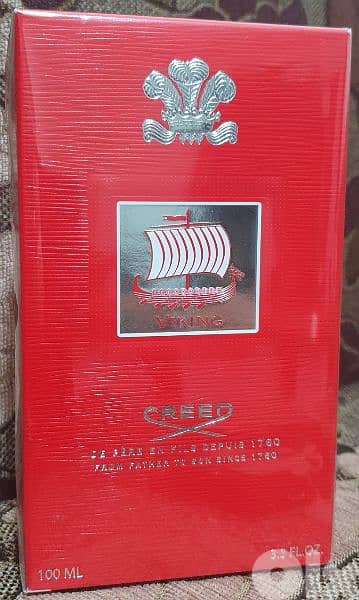 VIKING
CREED
DE PÈRE EN FILS DEPUIS 1760
FROM FATHER TO SON SINCE 1760
3.3 FL.OZ.
100 ML